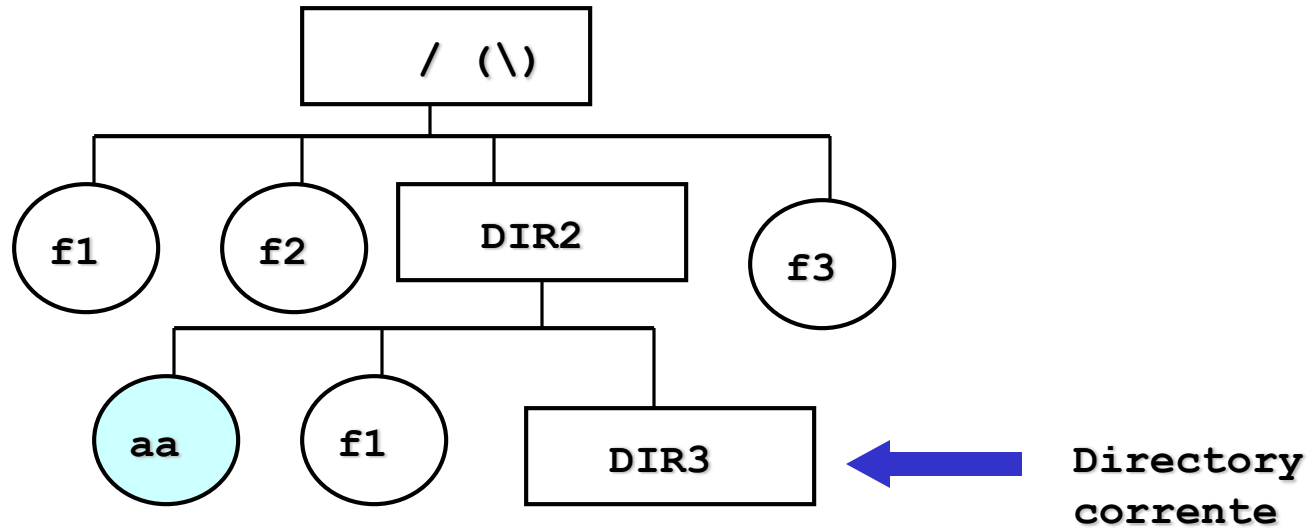 / (\)
f1
f2
DIR2
f3
aa
f1
DIR3
Directory
corrente